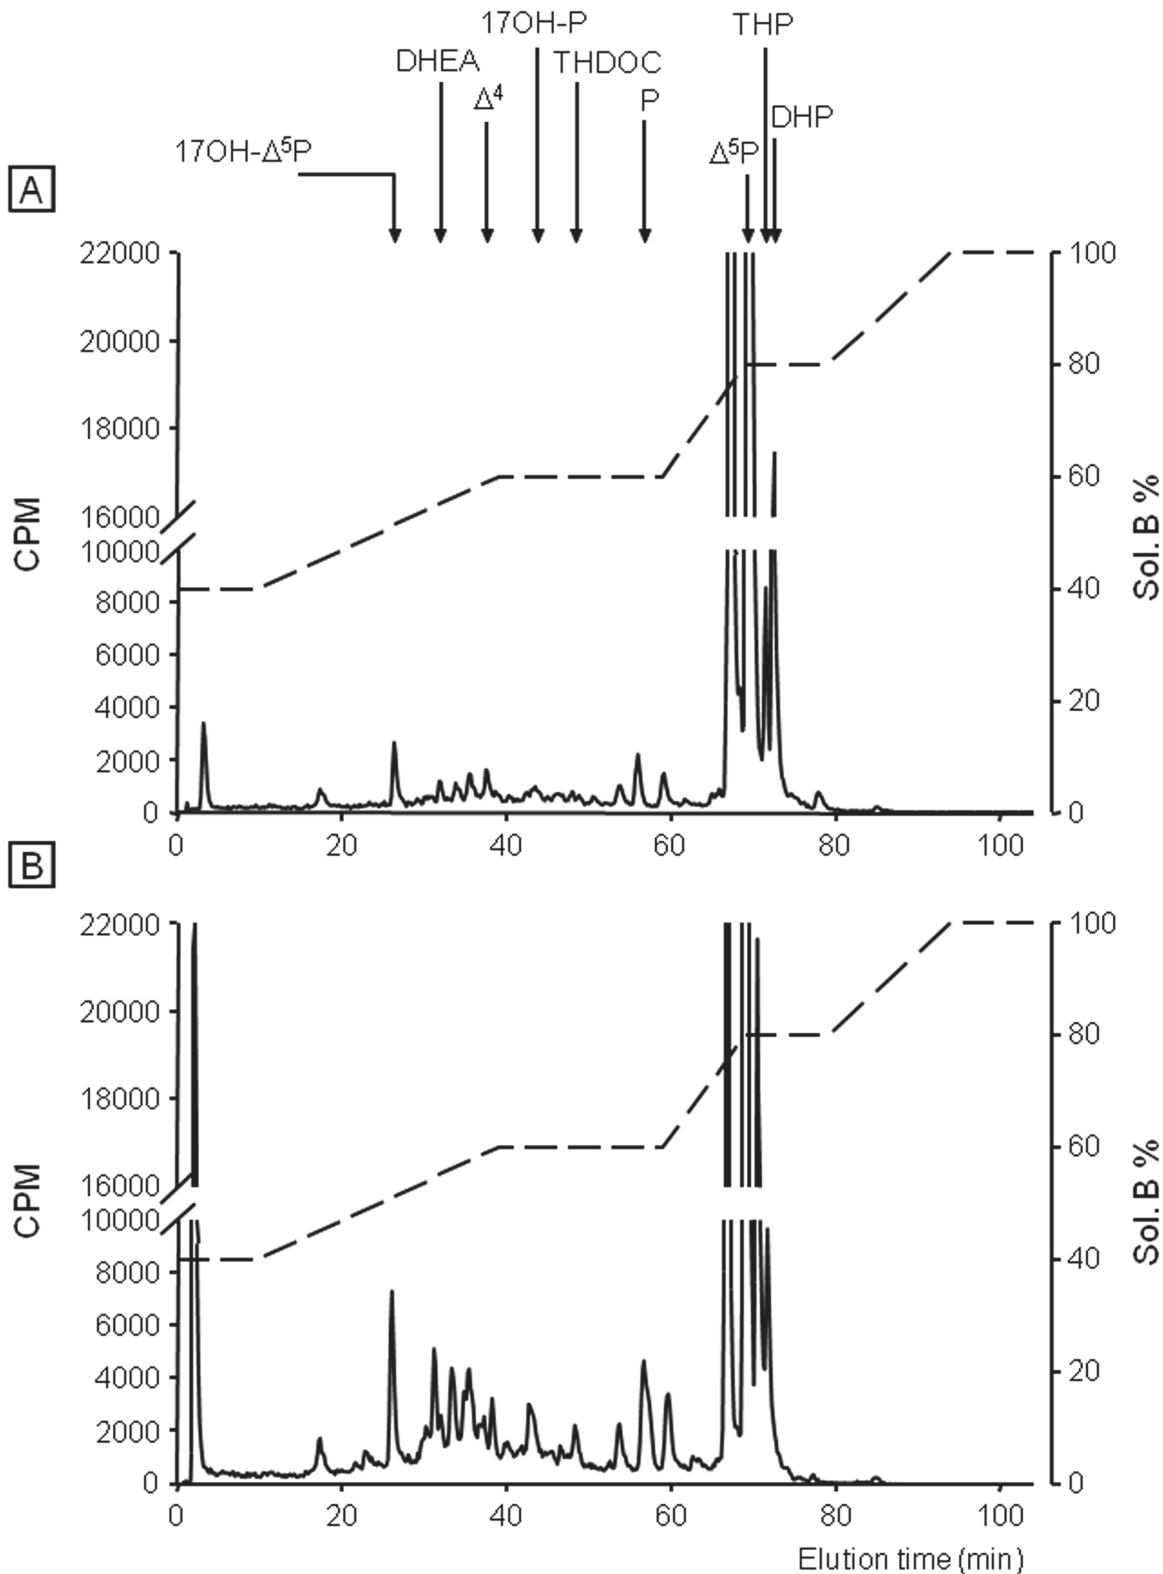 17OH-P
THP
DHEA
THDOC
Δ⁴
P
DHP
17OH-Δ⁵P
Δ⁵P
A
22000
20000
18000
16000
10000
8000
6000
4000
2000
0
CPM
100
80
60
40
20
0
Sol. B %
0 20 40 60 80 100
B
22000
20000
18000
16000
10000
8000
6000
4000
2000
0
CPM
100
80
60
40
20
0
Sol. B %
0 20 40 60 80 100
Elution time (min)